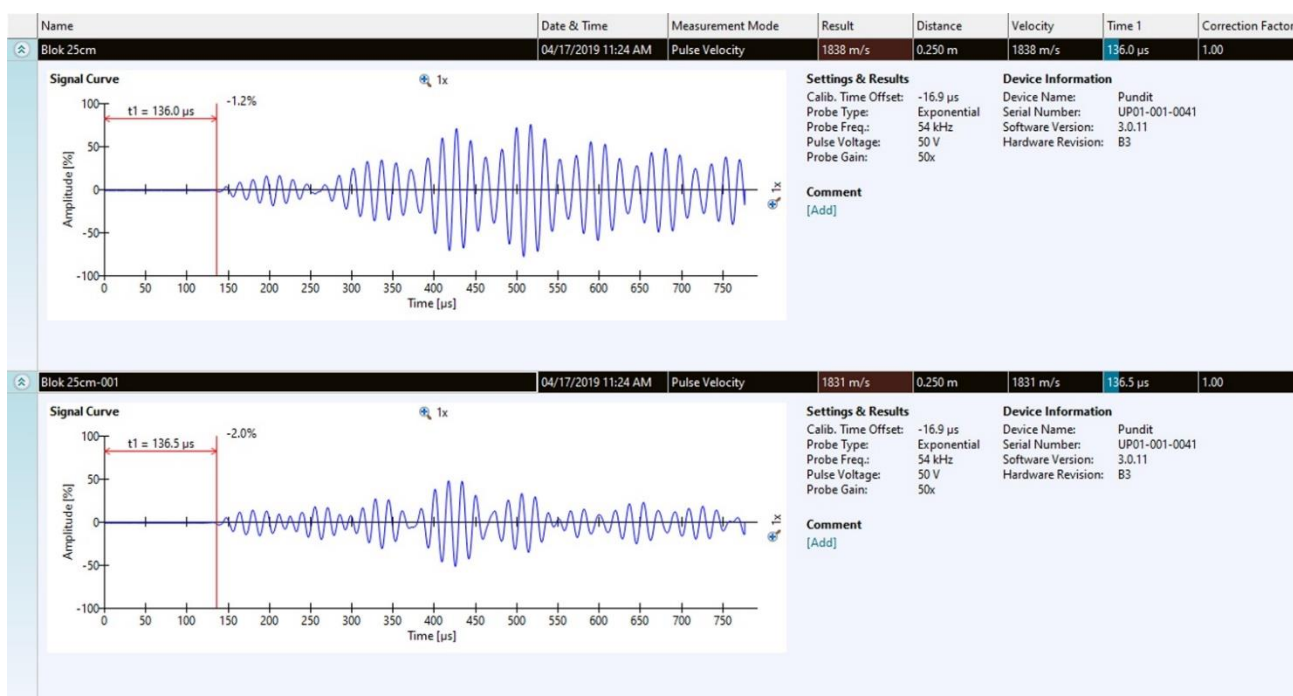 Name Date & Time Measurement Mode Result Distance Velocity Time 1 Correction Factor
Blok 25cm 04/17/2019 11:24 AM Pulse Velocity 1838 m/s 0.250 m 1838 m/s 136.0 µs 1.00
Signal Curve 1x Settings & Results Device Information
t1 = 136.0 µs -1.2%
Calib. Time Offset: -16.9 µs Device Name: Pundit
Probe Type: Exponential Serial Number: UP01-001-0041
Probe Freq.: 54 kHz Software Version: 3.0.11
Pulse Voltage: 50 V Hardware Revision: B3
Probe Gain: 50x
Comment
[Add]
Amplitude [%]
100
50
0
-50
-100
1x
0 50 100 150 200 250 300 350 400 450 500 550 600 650 700 750
Time [µs]
Blok 25cm-001 04/17/2019 11:24 AM Pulse Velocity 1831 m/s 0.250 m 1831 m/s 136.5 µs 1.00
Signal Curve 1x Settings & Results Device Information
t1 = 136.5 µs -2.0%
Calib. Time Offset: -16.9 µs Device Name: Pundit
Probe Type: Exponential Serial Number: UP01-001-0041
Probe Freq.: 54 kHz Software Version: 3.0.11
Pulse Voltage: 50 V Hardware Revision: B3
Probe Gain: 50x
Comment
[Add]
Amplitude [%]
100
50
0
-50
-100
1x
0 50 100 150 200 250 300 350 400 450 500 550 600 650 700 750
Time [µs]